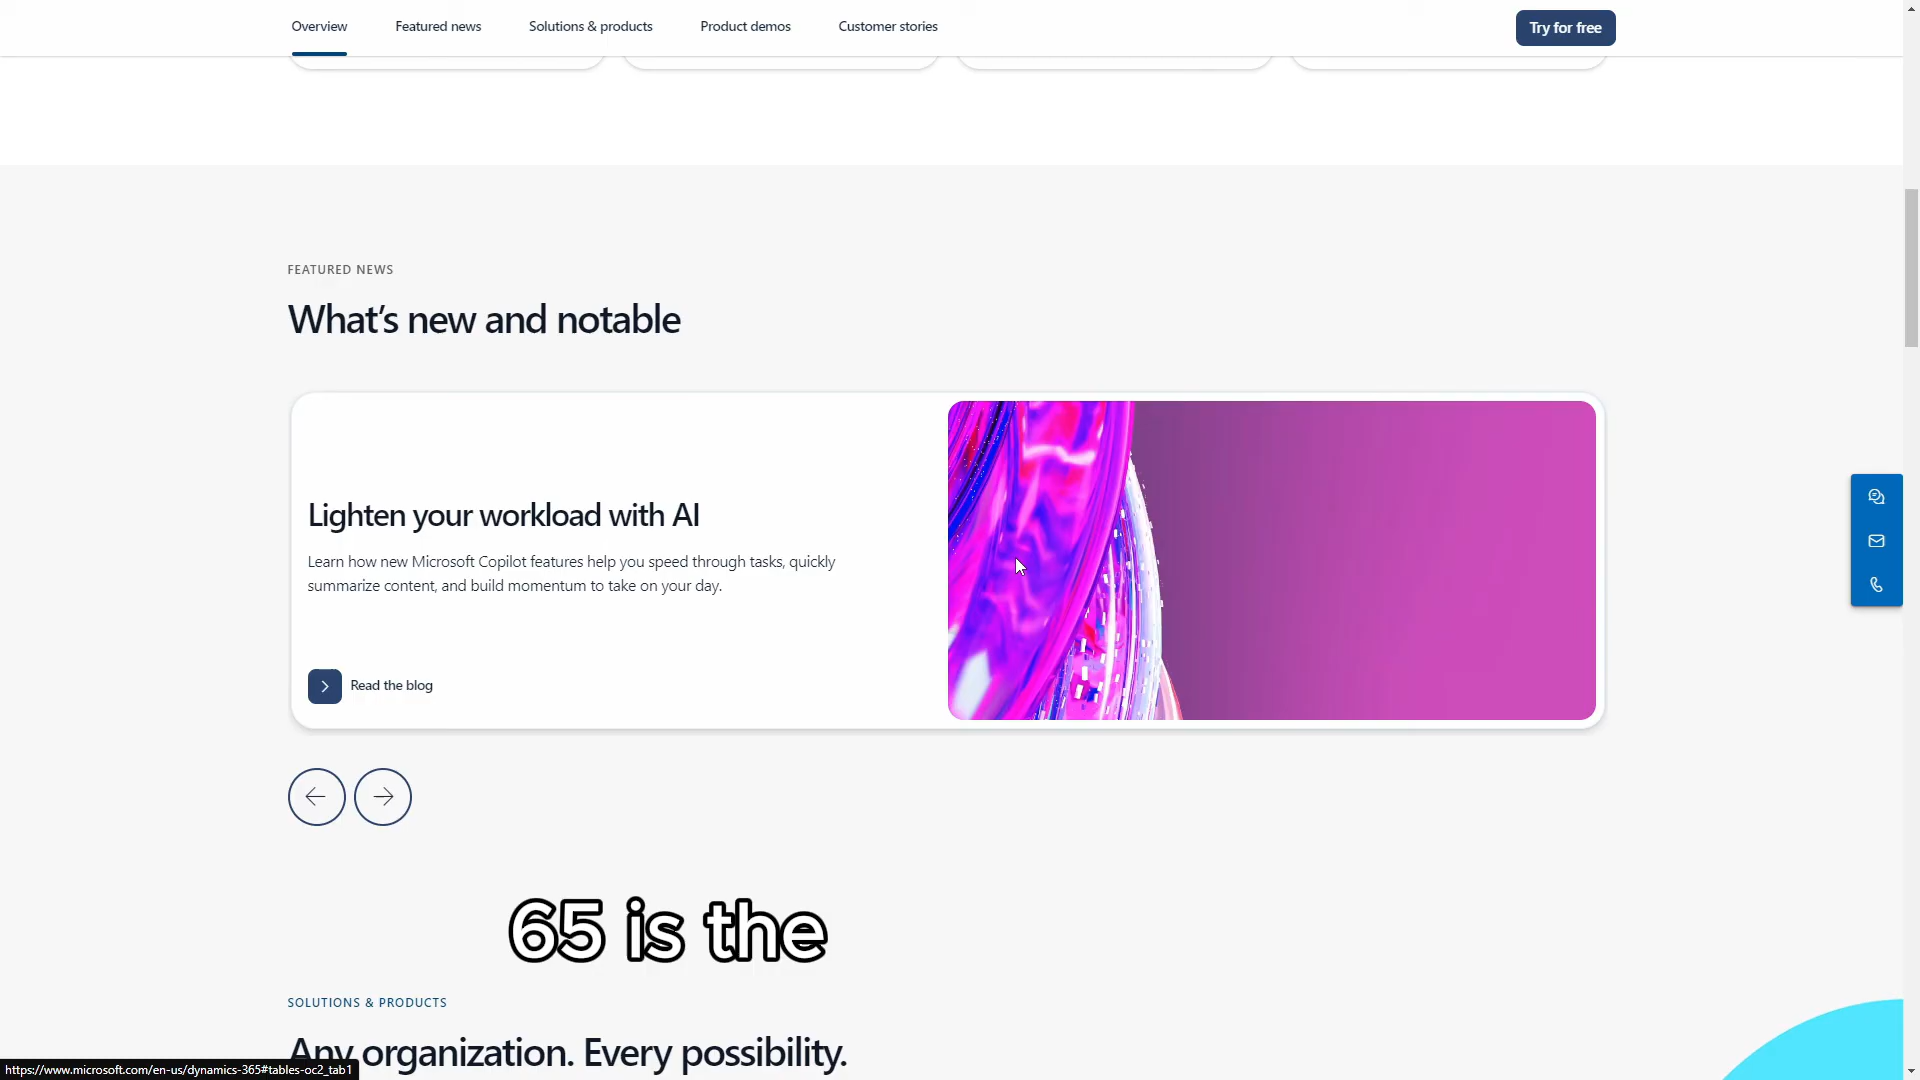 Overview Featured news Solutions & products Product demos Customer stories Try for free
FEATURED NEWS
What's new and notable
Lighten your workload with AI
Learn how new Microsoft Copilot features help you speed through tasks, quickly
summarize content, and build momentum to take on your day.
Read the blog
65 is the
SOLUTIONS & PRODUCTS
Any organization. Every possibility.
https://www.microsoft.com/en-us/dynamics-365#tables-oc2_tab1